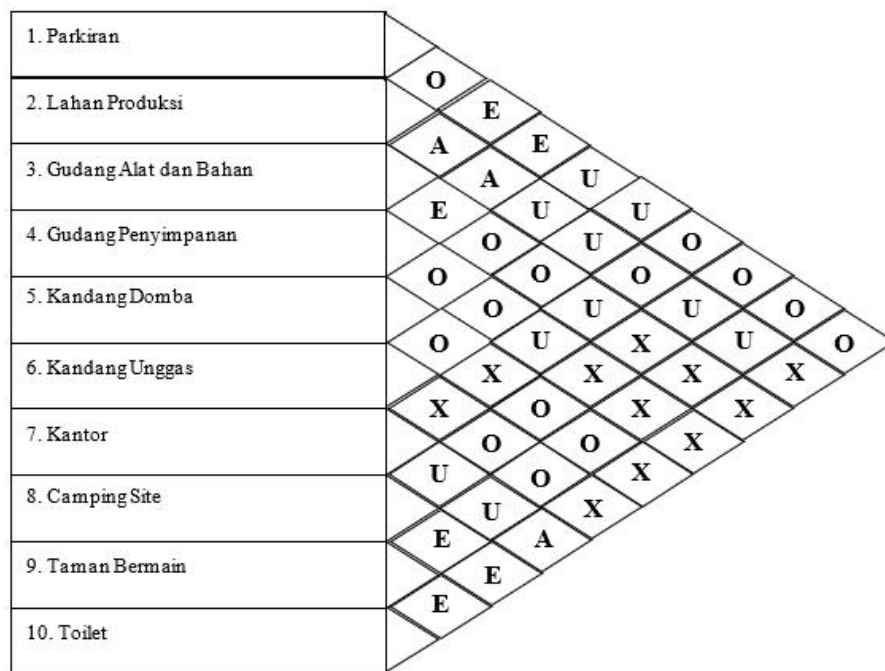 1. Parkiran
O
2. Lahan Produksi E
A E
3. Gudang Alat dan Bahan A U
E U U
4. Gudang Penyimpanan O U O
O O O O
5. Kandang Domba O U U O
O U X U O
6. Kandang Unggas X X X X
X O X X
7. Kantor O O X
U O X
8. Camping Site U X
E A
9. Taman Bermain E
E
10. Toilet